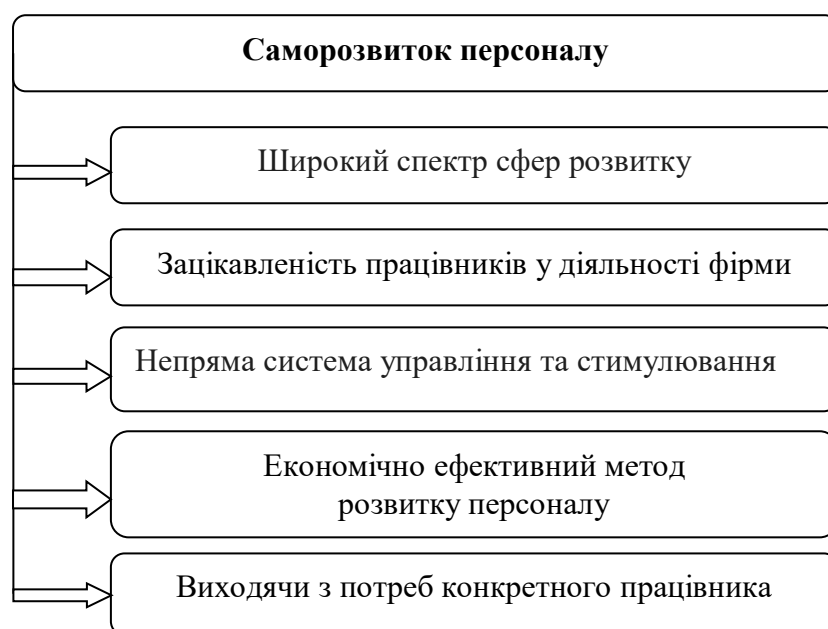 Саморозвиток персоналу
Широкий спектр сфер розвитку
Зацікавленість працівників у діяльності фірми
Непряма система управління та стимулювання
Економічно ефективний метод
розвитку персоналу
Виходячи з потреб конкретного працівника